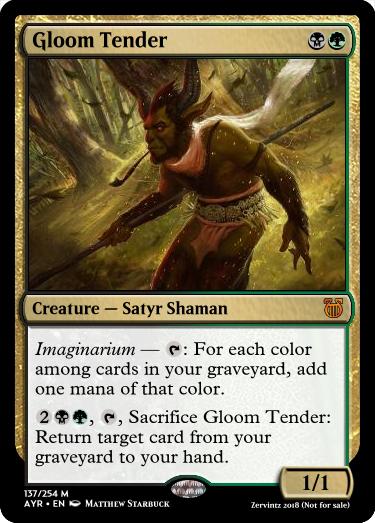 Gloom Tender
Creature — Satyr Shaman
Imaginarium — : For each color
among cards in your graveyard, add
one mana of that color.
2, , Sacrifice Gloom Tender:
Return target card from your
graveyard to your hand.
1/1
137/254 M
AYR • EN Matthew Starbuck
Zervintz 2018 (Not for sale)